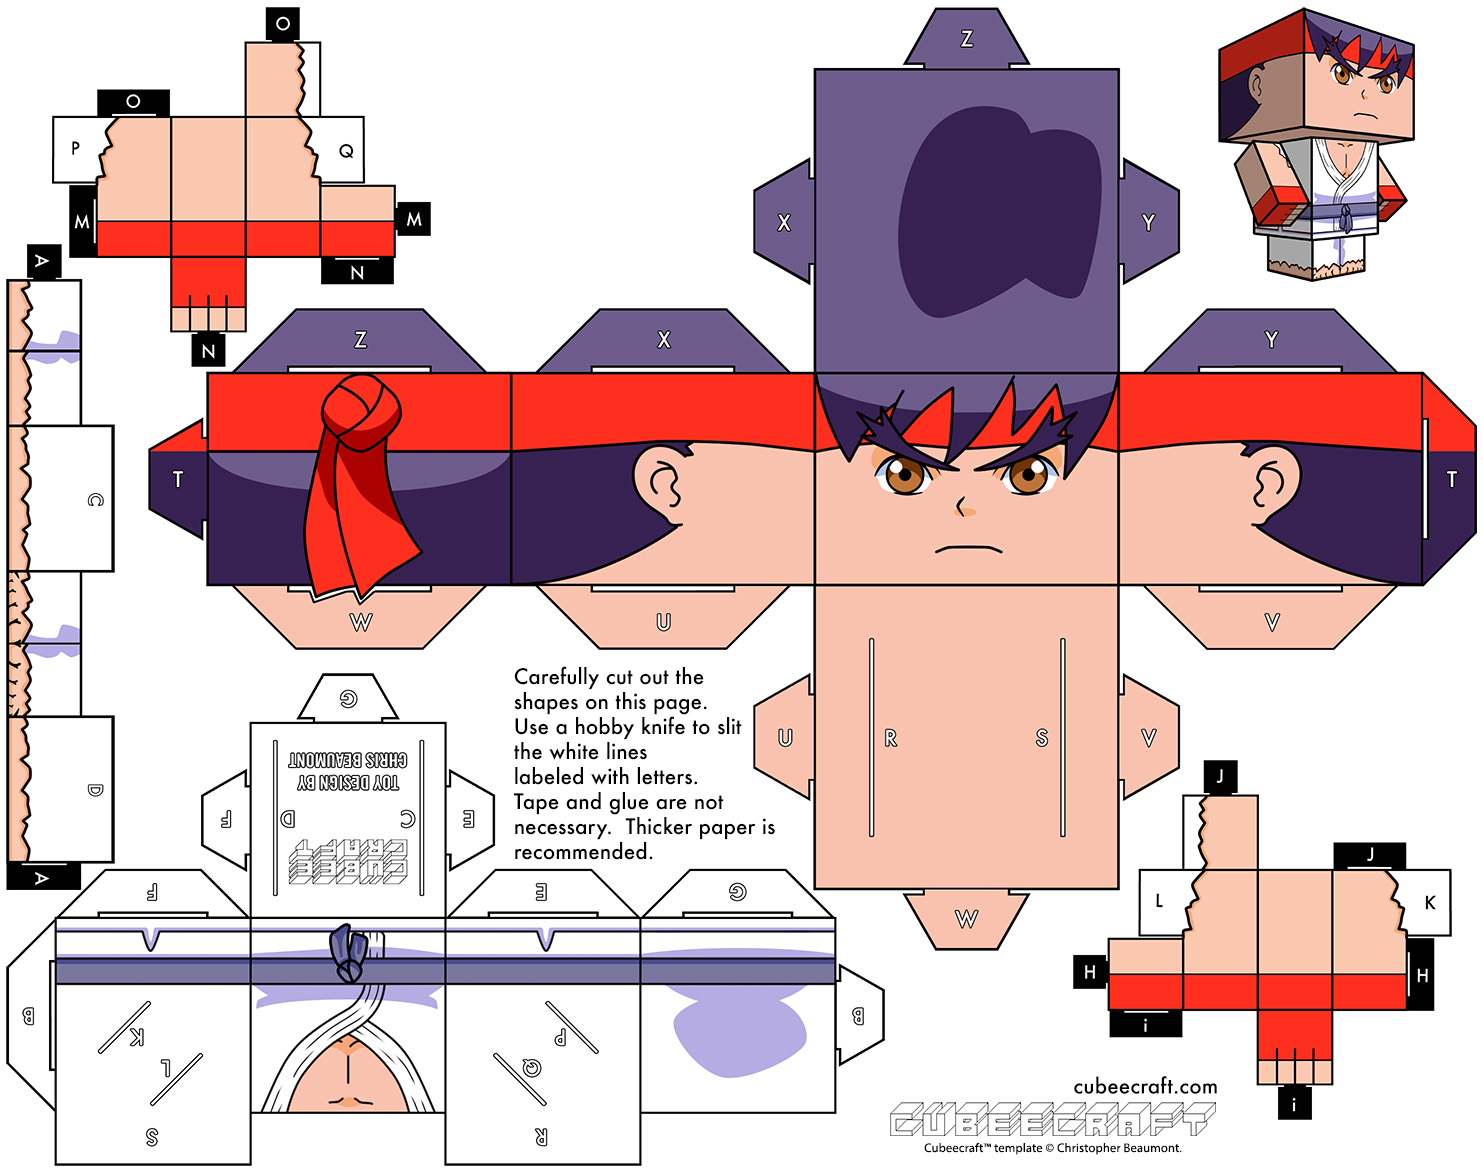 O
Z
O
P
Q
M
M
N
X
Y
A
N
Z
X
Y
T
T
C
W
U
V
Carefully cut out the
shapes on this page.
Use a hobby knife to slit
the white lines
labeled with letters.
Tape and glue are not
necessary. Thicker paper is
recommended.
G
TOY DESIGN BY
CHRIS BEAUMONT
F
D
C
E
CUBEE
CRAFT
U
R
S
V
D
A
F
E
G
W
J
J
L
K
H
H
i
i
B
K
L
P
Q
B
S
R
cubeecraft.com
CUBEECRAFT
Cubeecraft™ template © Christopher Beaumont.